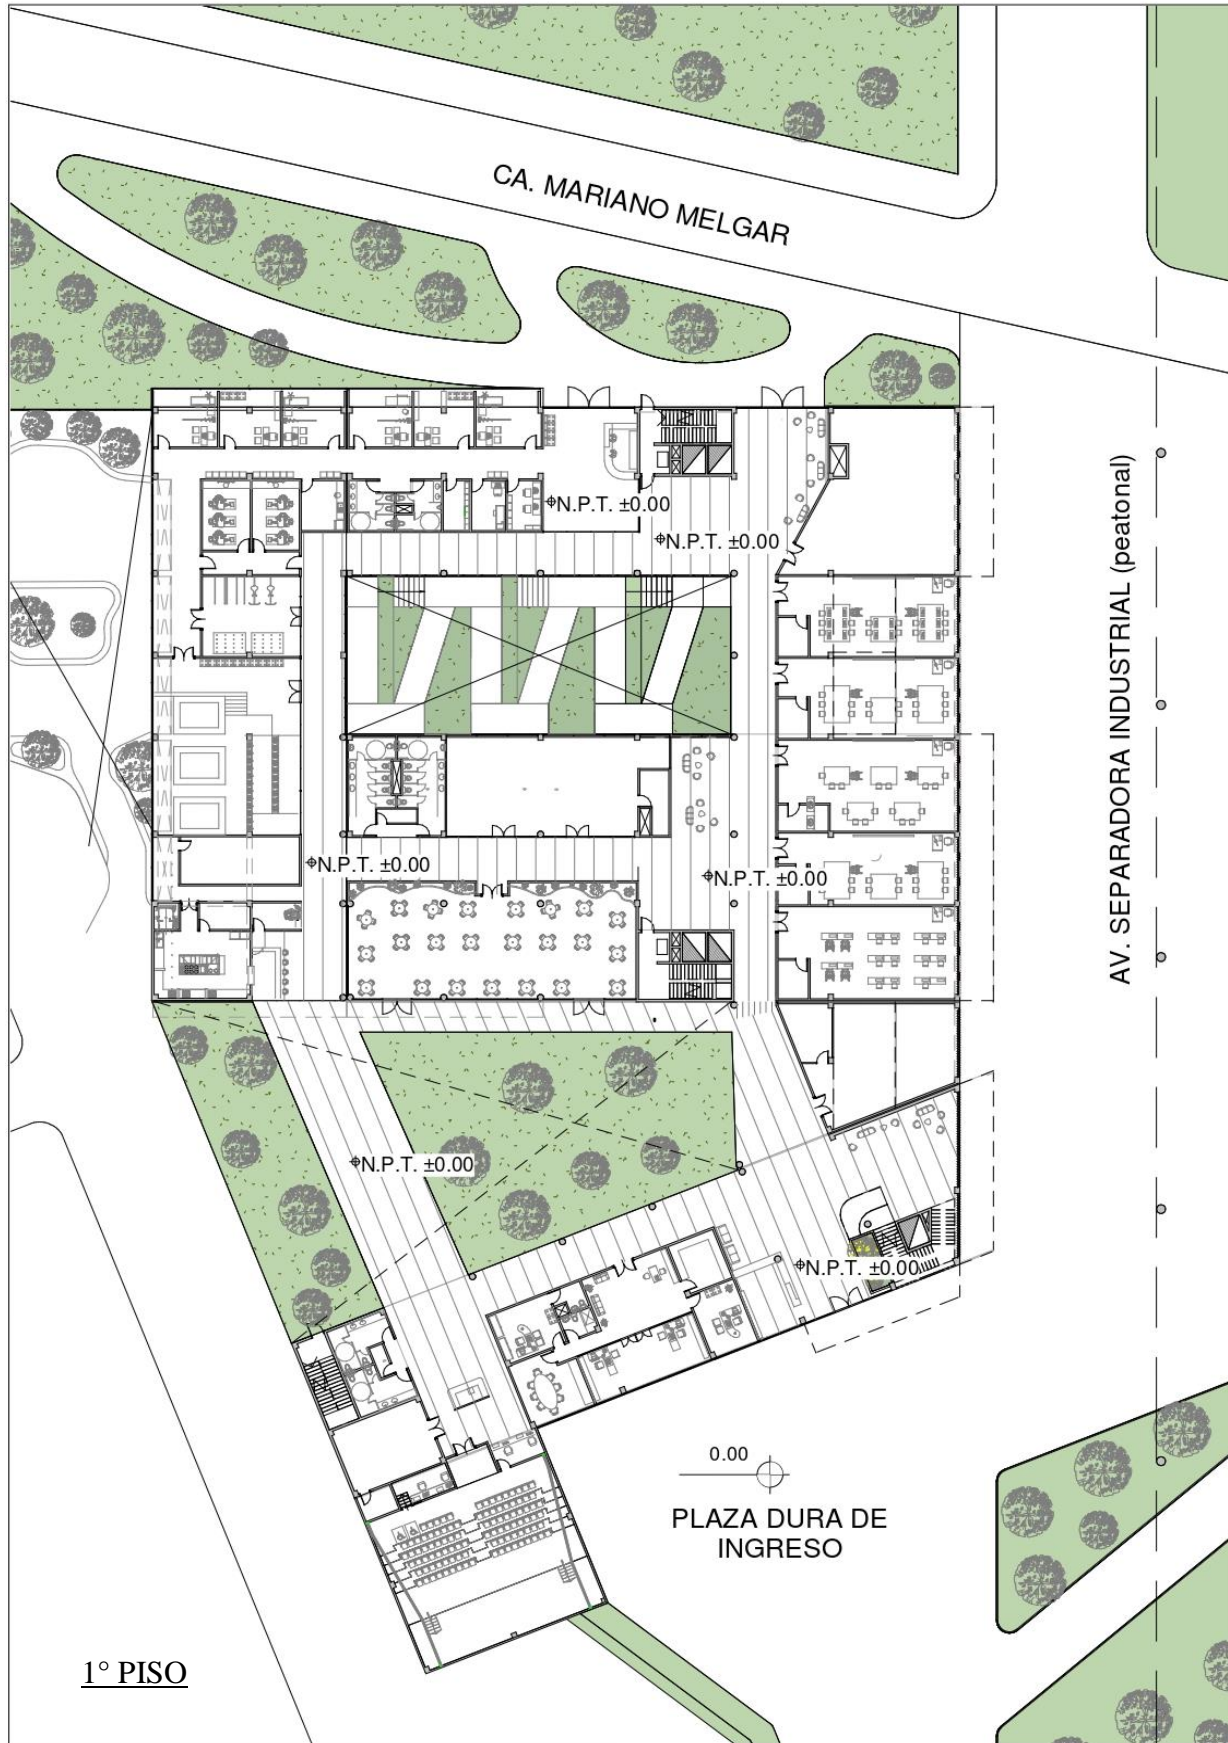 CA. MARIANO MELGAR
N.P.T. ±0.00
N.P.T. ±0.00
AV. SEPARADORA INDUSTRIAL (peatonal)
N.P.T. ±0.00
N.P.T. ±0.00
N.P.T. ±0.00
N.P.T. ±0.00
0.00
PLAZA DURA DE
INGRESO
1° PISO